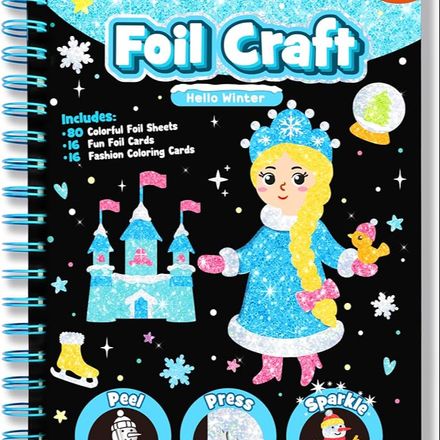 Foil Craft
Hello Winter
Includes:
•80 Colorful Foil Sheets
•16 Fun Foil Cards
•16 Fashion Coloring Cards
Peel Press Sparkle